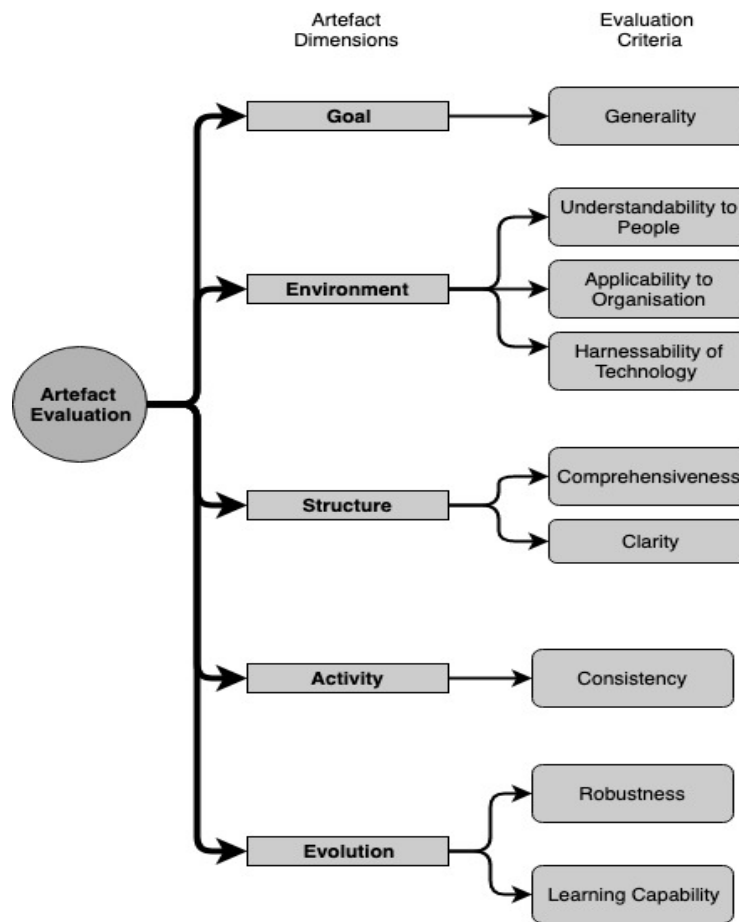 Artefact
Dimensions
Evaluation
Criteria
Goal
Generality
Understandability to
People
Environment
Applicability to
Organisation
Harnessability of
Technology
Artefact
Evaluation
Comprehensiveness
Structure
Clarity
Activity
Consistency
Robustness
Evolution
Learning Capability